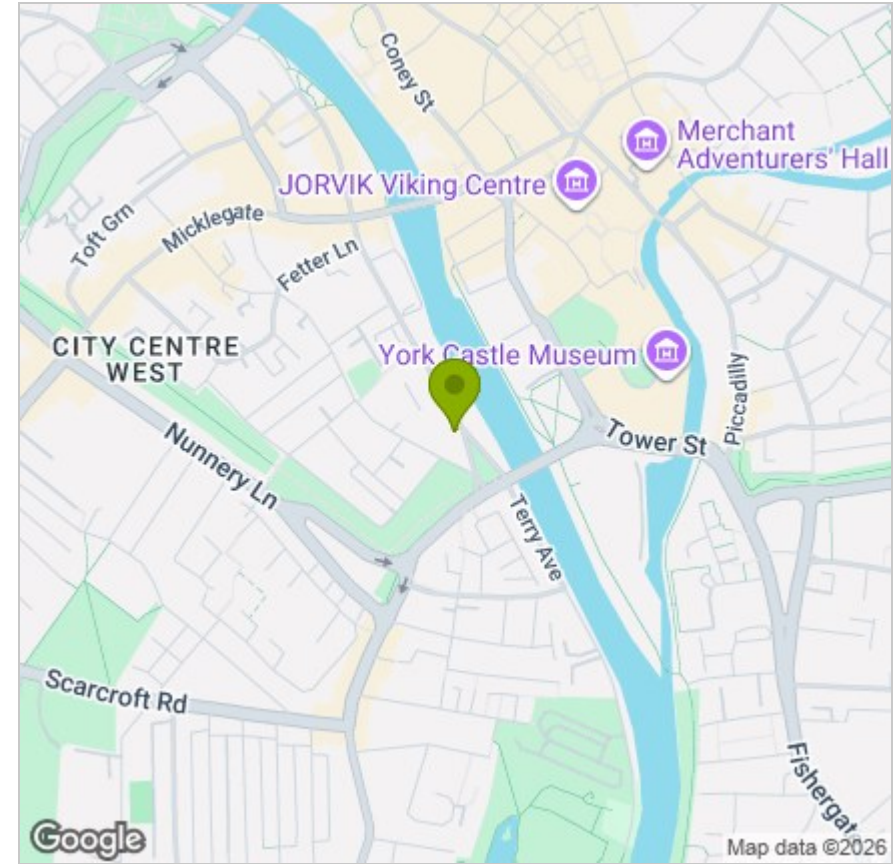 Coney St
Merchant
Adventurers' Hall
JORVIK Viking Centre
Toft Grn
Micklegate
Fetter Ln
CITY CENTRE
WEST
York Castle Museum
Piccadilly
Nunnery Ln
Tower St
Terry Ave
Scarcroft Rd
Fishergate
Google
Map data ©2026